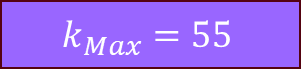 k_Max = 55